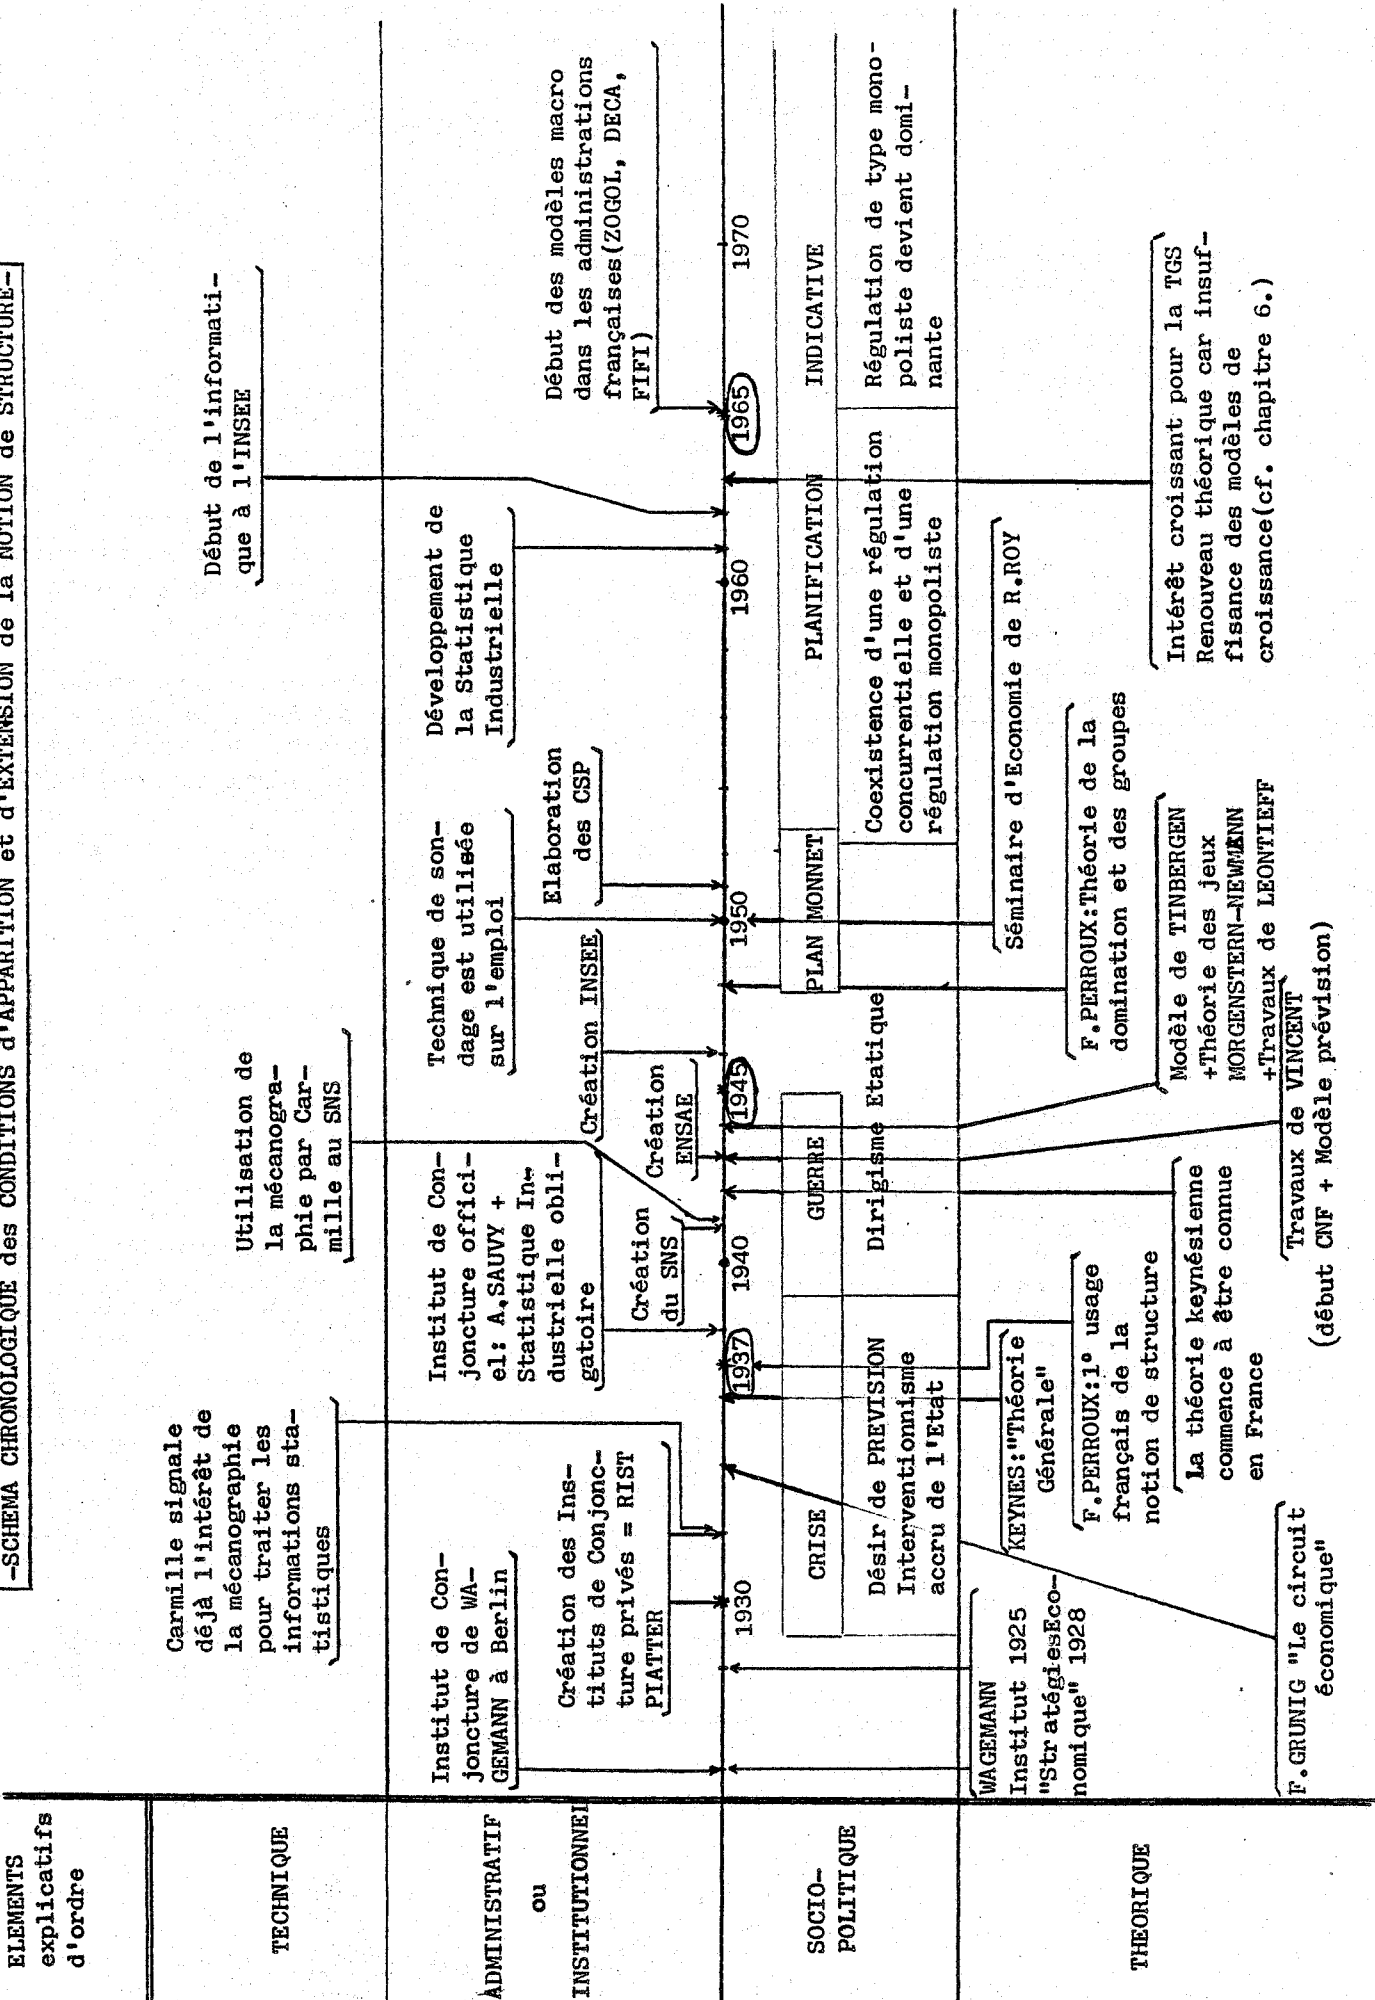 -SCHEMA CHRONOLOGIQUE des CONDITIONS d'APPARITION et d'EXTENSION de la NOTION de STRUCTURE-
ELEMENTS
explicatifs
d'ordre
TECHNIQUE
Carmille signale
déjà l'intérêt de
la mécanographie
pour traiter les
informations sta-
tistiques
Utilisation de
la mécanogra-
phie par Car-
mille au SNS
Début de l'informati-
que à l'INSEE
ADMINISTRATIF
ou
INSTITUTIONNEL
Institut de Con-
joncture de WA-
GEMANN à Berlin
Création des Ins-
tituts de Conjonc-
ture privés = RIST
PIATTER
Institut de Con-
joncture offici-
el: A.SAUVY +
Statistique In-
dustrielle obli-
gatoire
Création
du SNS
Création
ENSAE
Création INSEE
Technique de son-
dage est utilisée
sur l'emploi
Elaboration
des CSP
Développement de
la Statistique
Industrielle
Début des modèles macro
dans les administrations
françaises(ZOGOL, DECA,
FIFI)
1930
1937
1940
1945
1950
1960
1965
1970
SOCIO-
POLITIQUE
CRISE
GUERRE
PLAN MONNET
PLANIFICATION
INDICATIVE
Désir de PREVISION
Interventionnisme
accru de l'Etat
Dirigisme Etatique
Coexistence d'une régulation
concurrentielle et d'une
régulation monopoliste
Régulation de type mono-
poliste devient domi-
nante
THEORIQUE
WAGEMANN
Institut 1925
"StratégiesEco-
nomique" 1928
F.GRUNIG "Le circuit
économique"
KEYNES:"Théorie
Générale"
F.PERROUX:1° usage
français de la
notion de structure
La théorie keynésienne
commence à être connue
en France
Travaux de VINCENT
(début CNF + Modèle prévision)
Modèle de TINBERGEN
+Théorie des jeux
MORGENSTERN-NEWMANN
+Travaux de LEONTIEFF
F.PERROUX:Théorie de la
domination et des groupes
Séminaire d'Economie de R.ROY
Intérêt croissant pour la TGS
Renouveau théorique car insuf-
fisance des modèles de
croissance(cf. chapitre 6.)